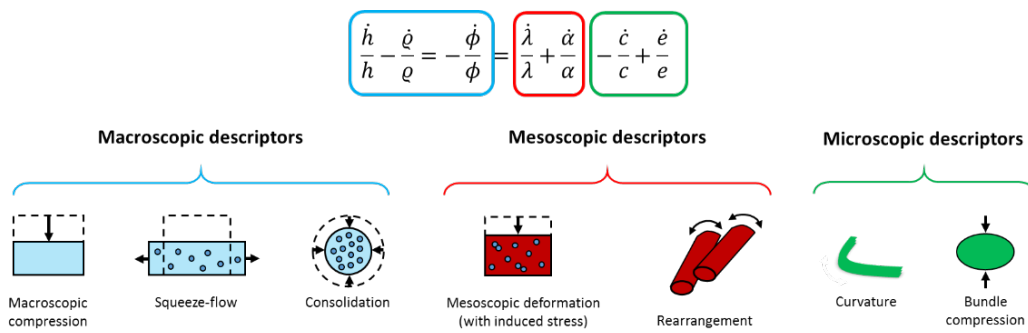 ḣ/h − ϱ̇/ϱ = − ϕ̇/ϕ = λ̇/λ + α̇/α − ċ/c + ė/e
Macroscopic descriptors
Mesoscopic descriptors
Microscopic descriptors
Macroscopic
compression
Squeeze-flow
Consolidation
Mesoscopic deformation
(with induced stress)
Rearrangement
Curvature
Bundle
compression